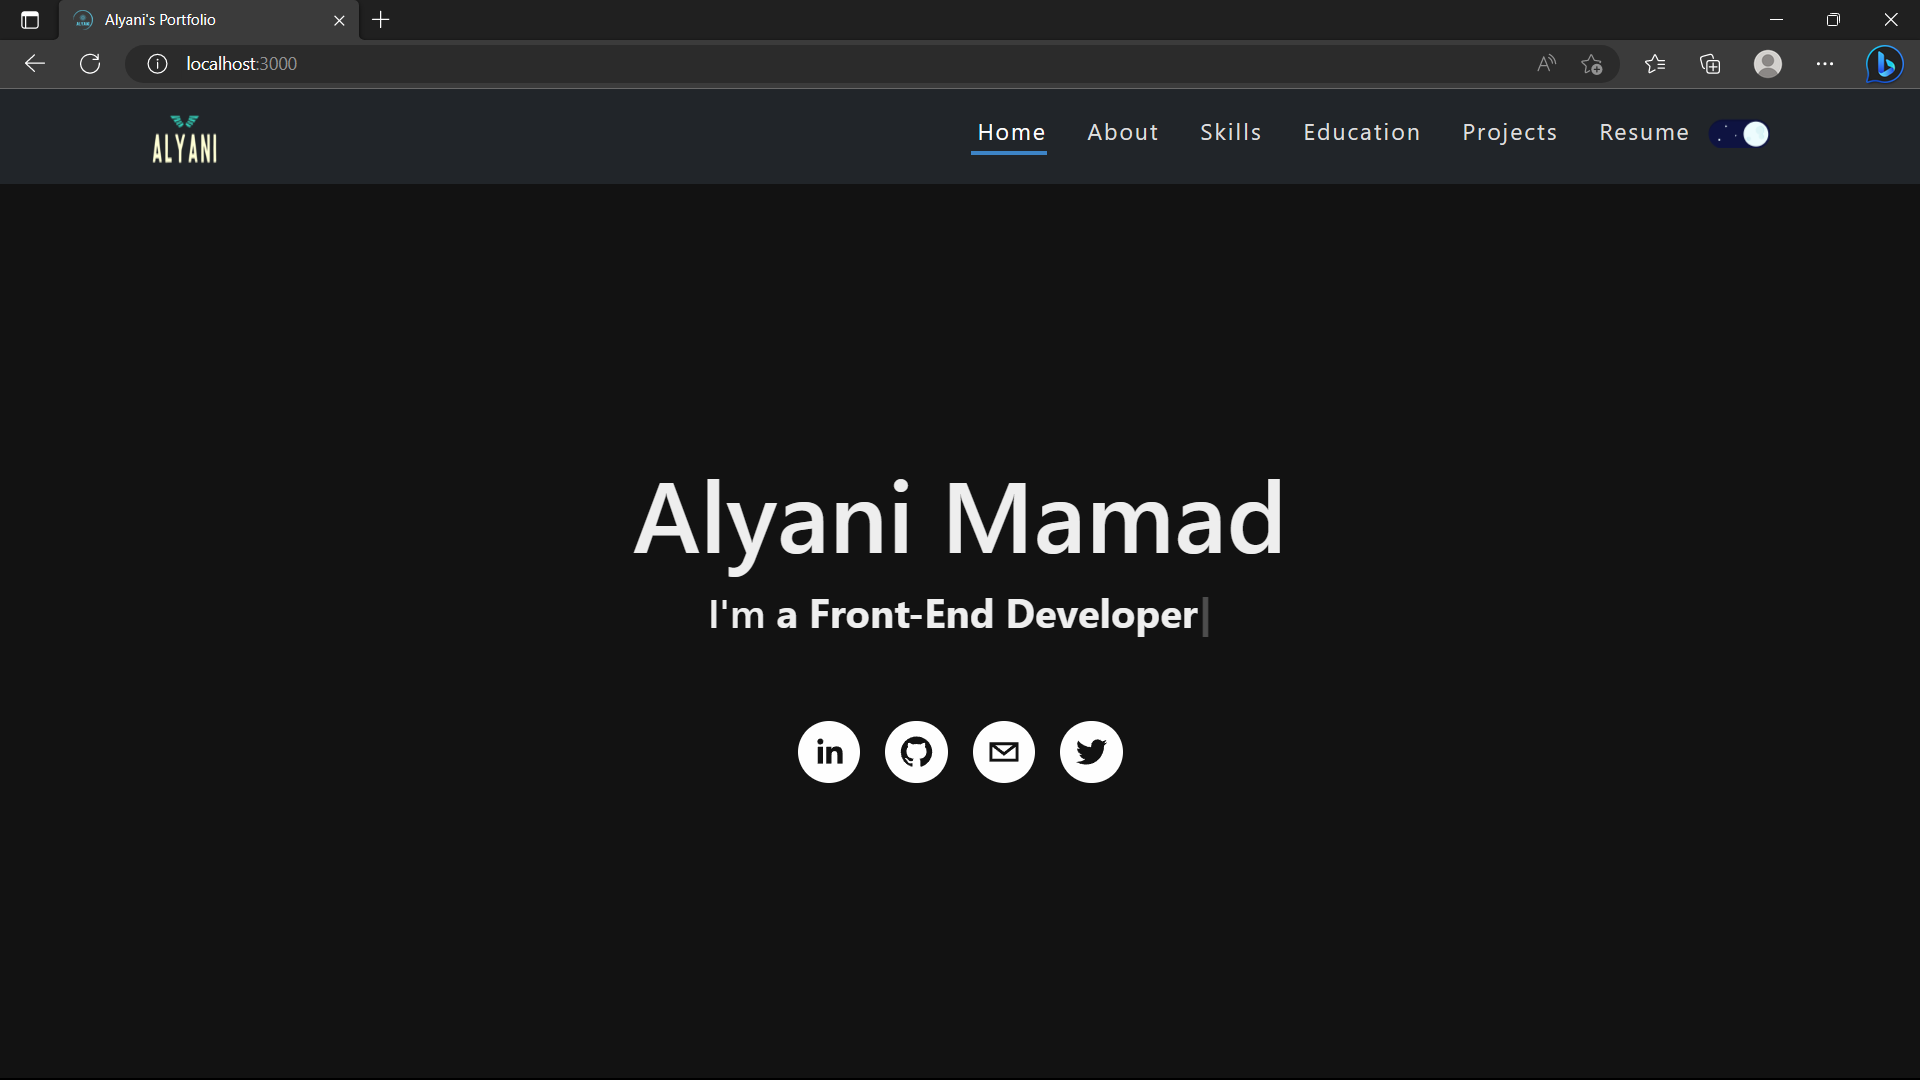 Alyani's Portfolio
localhost:3000
ALYANI
Home About Skills Education Projects Resume
Alyani Mamad
I'm a Front-End Developer
in